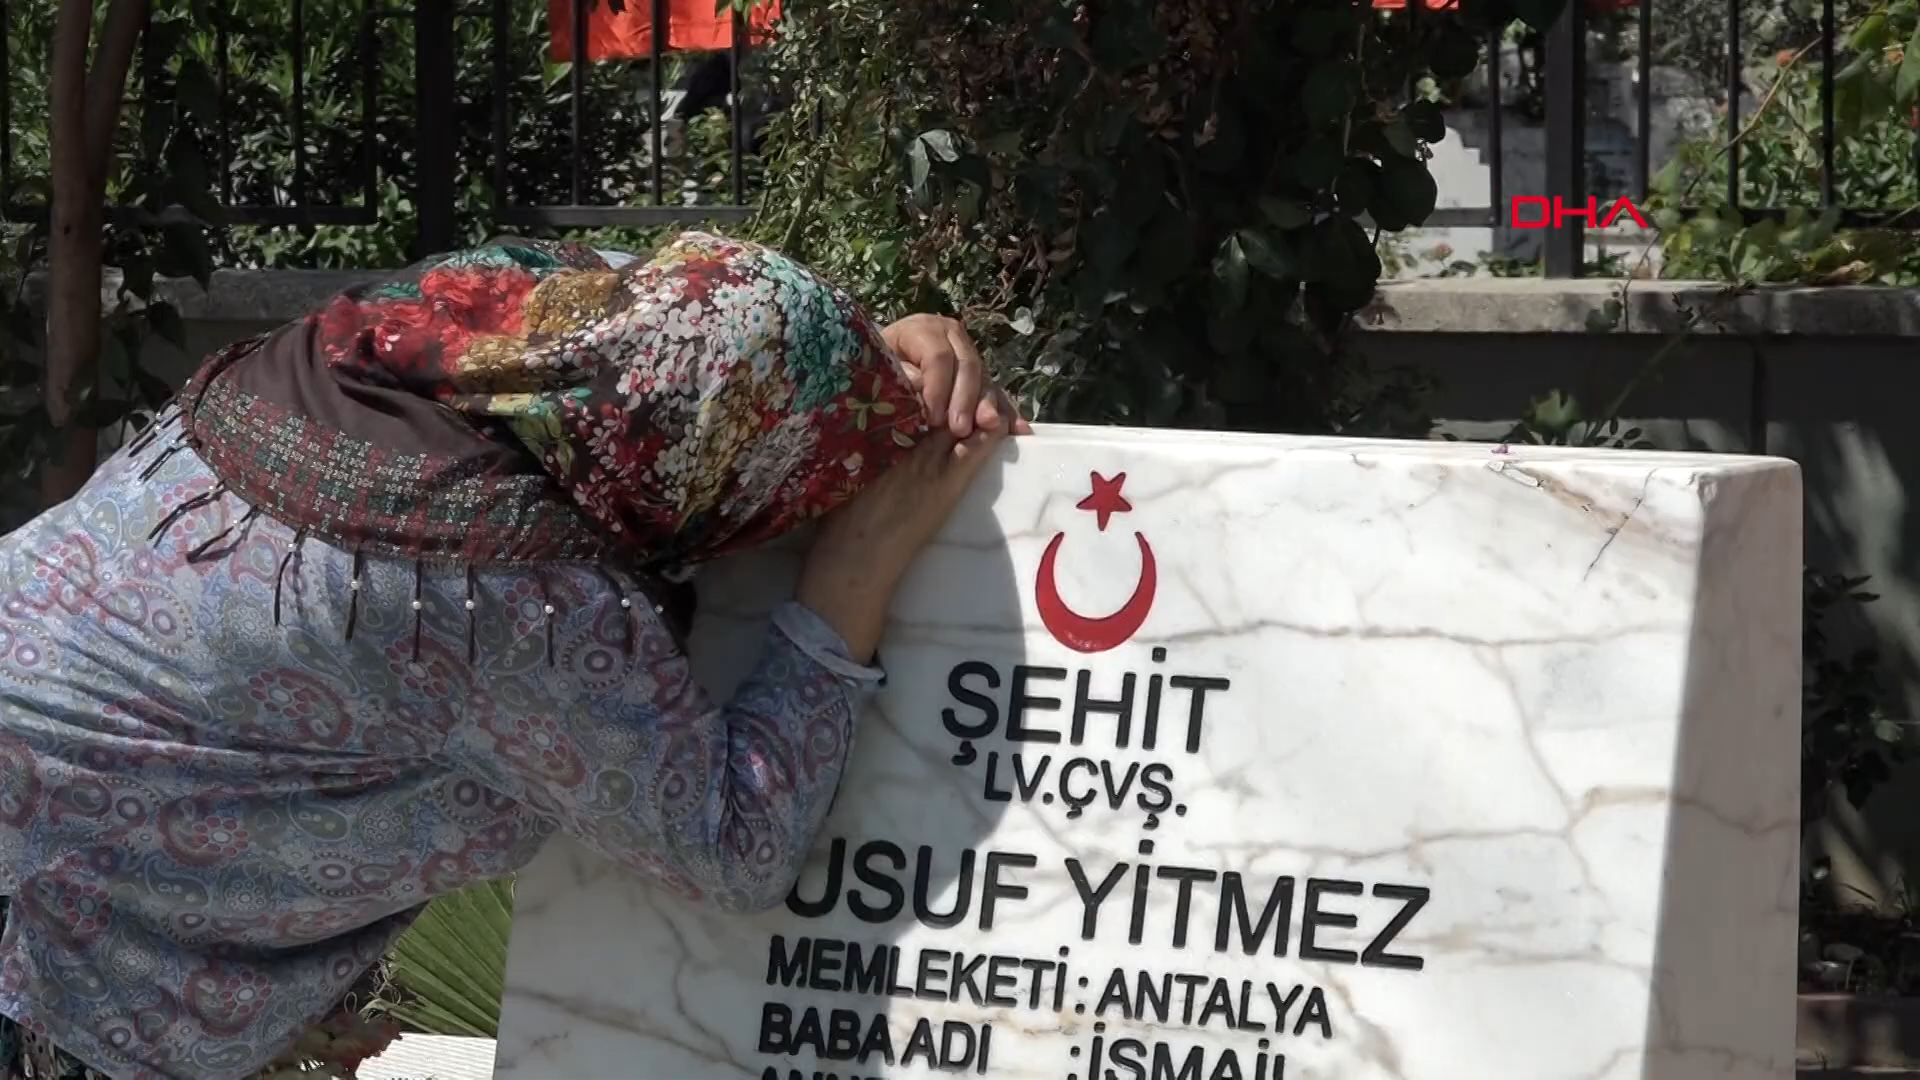 DHA
ŞEHİT
LV.ÇVŞ.
USUF YİTMEZ
MEMLEKETİ : ANTALYA
BABA ADI : İSMAİL